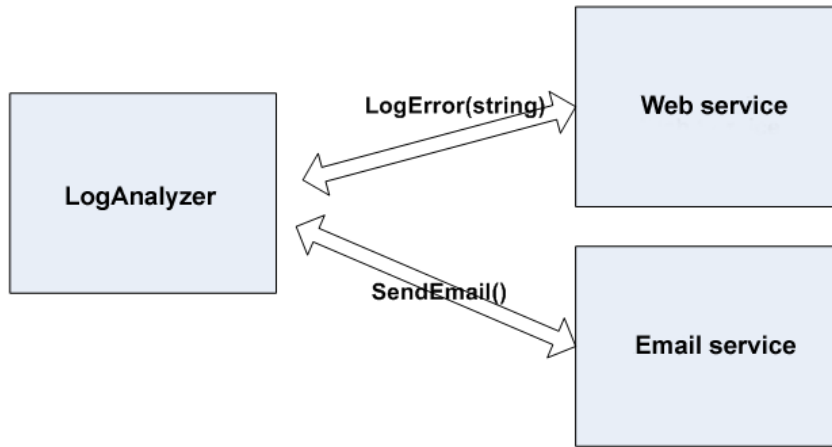 LogError(string)
Web service
LogAnalyzer
SendEmail()
Email service